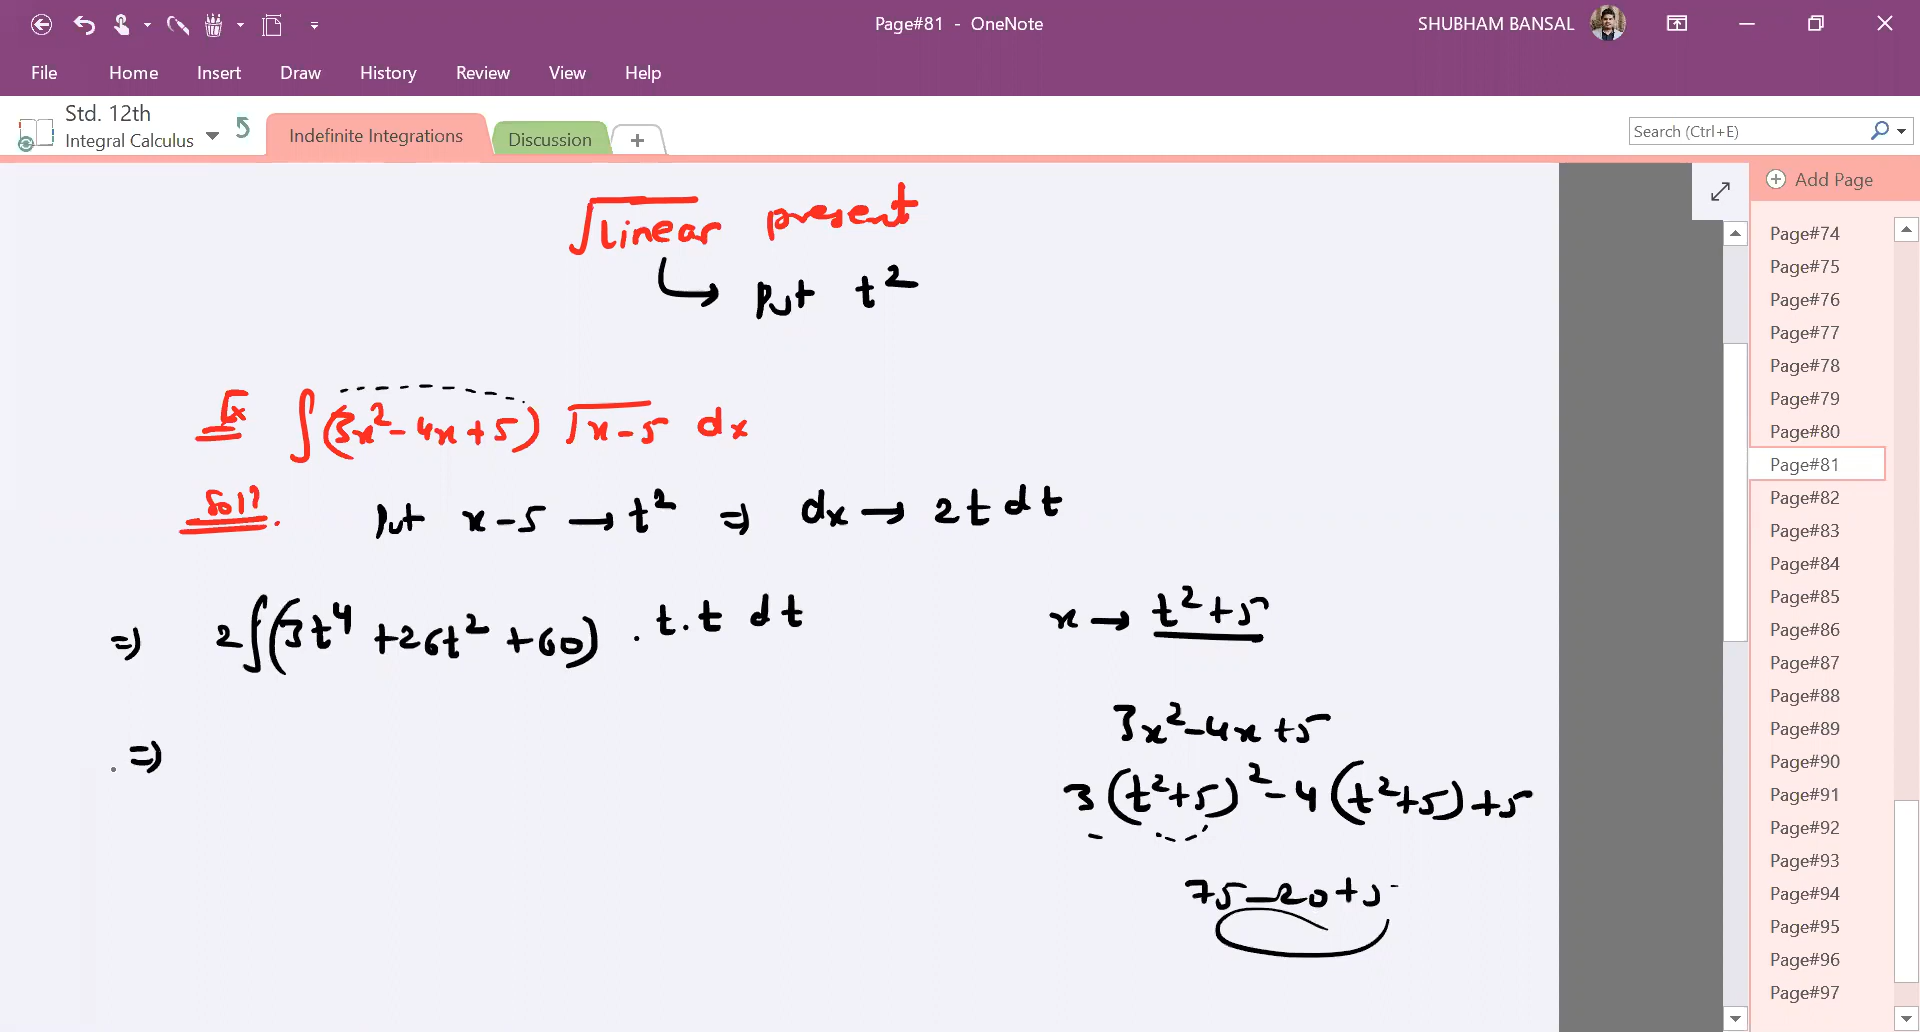 Page#81 - OneNote
SHUBHAM BANSAL
File Home Insert Draw History Review View Help
Std. 12th
Integral Calculus
Indefinite Integrations
Discussion
+
Search (Ctrl+E)
Add Page
Page#74
Page#75
Page#76
Page#77
Page#78
Page#79
Page#80
Page#81
Page#82
Page#83
Page#84
Page#85
Page#86
Page#87
Page#88
Page#89
Page#90
Page#91
Page#92
Page#93
Page#94
Page#95
Page#96
Page#97
√linear present
↳ put t²
Ex ∫(3x²-4x+5) √x-5 dx
Solⁿ. Put x-5 → t² ⇒ dx → 2t dt
⇒ 2∫(3t⁴ +26t² +60) . t.t dt
x → t²+5
⇒
3x²-4x+5
3(t²+5)²-4(t²+5)+5
75-20+5